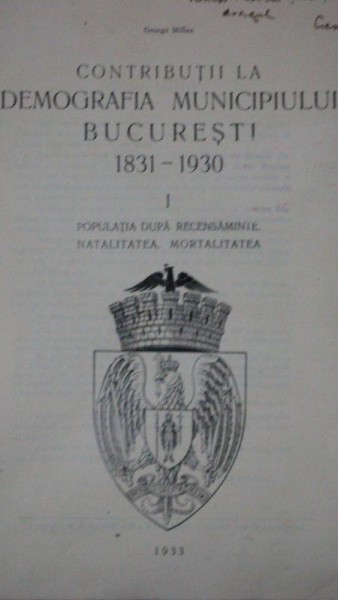 George Millea
CONTRIBUȚII LA
DEMOGRAFIA MUNICIPIULUI
BUCUREȘTI
1831-1930
I
POPULAȚIA DUPĂ RECENSĂMINTE.
NATALITATEA. MORTALITATEA
1933